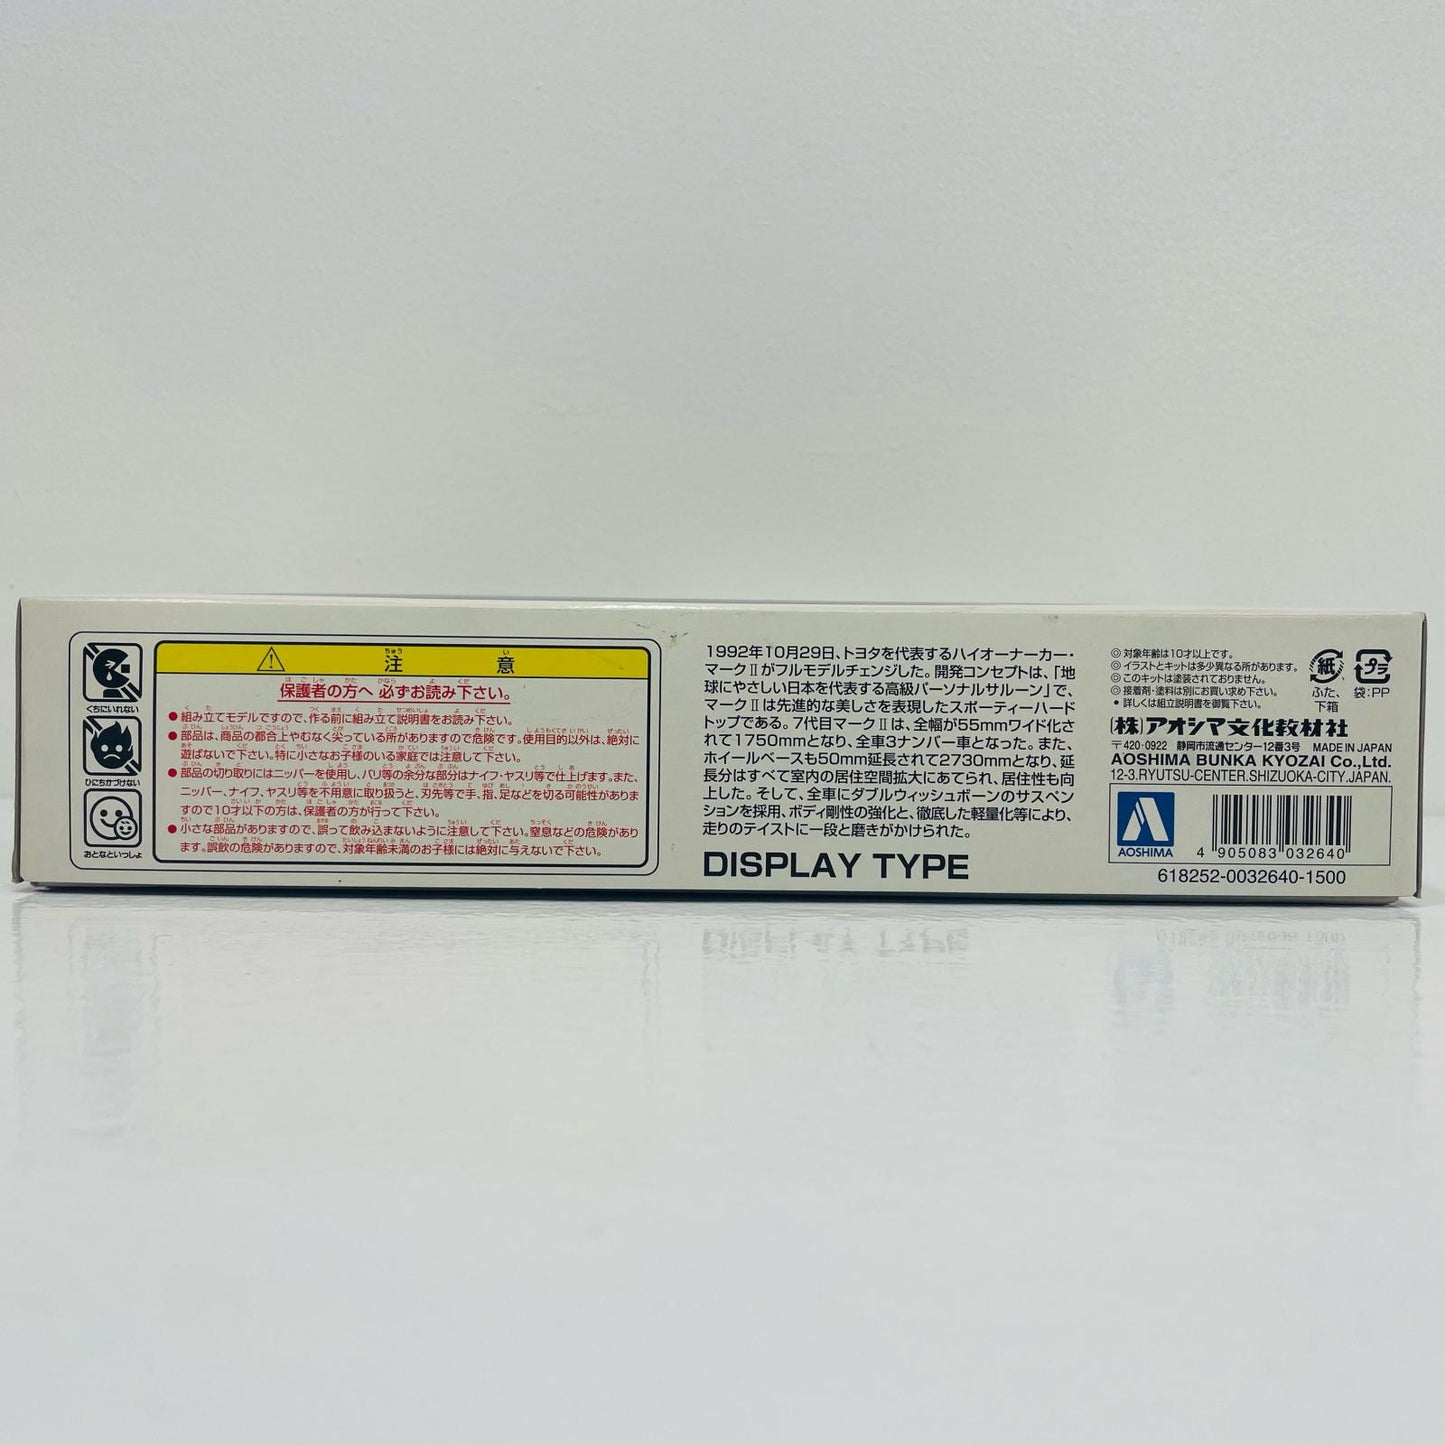 くちにいれない
ひにちかづけない
おとなといっしょ
⚠ 注意
保護者の方へ 必ずお読み下さい。
●組み立てモデルですので、作る前に組み立て説明書をお読み下さい。
●部品は、商品の都合上やむなく尖っている所がありますので危険です。使用目的以外は、絶対に
遊ばないで下さい。特に小さなお子様のいる家庭では注意して下さい。
●部品の切り取りにはニッパーを使用し、バリ等の余分な部分はナイフ・ヤスリ等で仕上げます。また、
ニッパー、ナイフ、ヤスリ等を不用意に取り扱うと、刃先等で手、指、足などを切る可能性がありま
すので10才以下の方は、保護者の方が行って下さい。
●小さな部品がありますので、誤って飲み込まないように注意して下さい。窒息などの危険があり
ます。誤飲の危険がありますので、対象年齢未満のお子様には絶対に与えないで下さい。
1992年10月29日、トヨタを代表するハイオーナーカー・
マークⅡがフルモデルチェンジした。開発コンセプトは、「地
球にやさしい日本を代表する高級パーソナルサルーン」で、
マークⅡは先進的な美しさを表現したスポーティーハード
トップである。7代目マークⅡは、全幅が55mmワイド化さ
れて1750mmとなり、全車3ナンバー車となった。また、
ホイールベースも50mm延長されて2730mmとなり、延
長分はすべて室内の居住空間拡大にあてられ、居住性も向
上した。そして、全車にダブルウィッシュボーンのサスペン
ションを採用、ボディ剛性の強化と、徹底した軽量化等により、
走りのテイストに一段と磨きがかけられた。
DISPLAY TYPE
◎対象年齢は10才以上です。
◎イラストとキットは多少異なる所があります。
◎このキットは塗装されておりません。
◎接着剤・塗料は別にお買い求め下さい。
・詳しくは組立説明書を御覧下さい。
紙
ふた、
下箱
プラ
袋:PP
(株)アオシマ文化教材社
〒420-0922 静岡市流通センター12番3号 MADE IN JAPAN
AOSHIMA BUNKA KYOZAI Co.,Ltd.
12-3.RYUTSU-CENTER.SHIZUOKA-CITY.JAPAN.
AOSHIMA
4 905083 032640
618252-0032640-1500